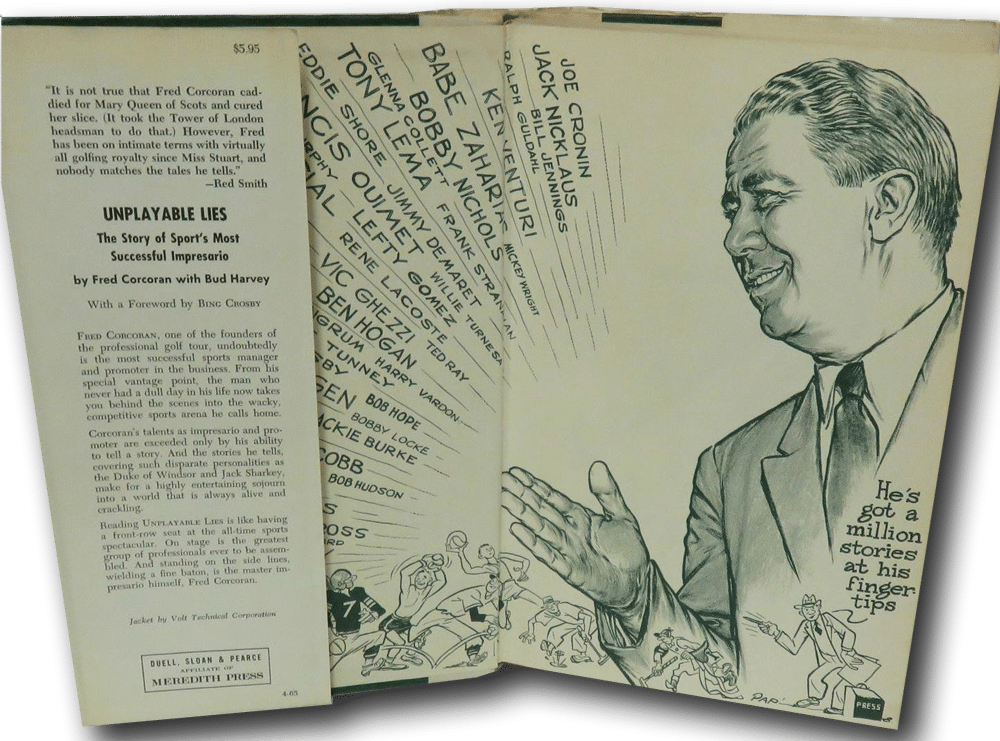 $5.95
"It is not true that Fred Corcoran cad-
died for Mary Queen of Scots and cured
her slice. (It took the Tower of London
headsman to do that.) However, Fred
has been on intimate terms with virtually
all golfing royalty since Miss Stuart, and
nobody matches the tales he tells."
—Red Smith
UNPLAYABLE LIES
The Story of Sport's Most
Successful Impresario
by Fred Corcoran with Bud Harvey
With a Foreword by BING CROSBY
FRED CORCORAN, one of the founders of
the professional golf tour, undoubtedly
is the most successful sports manager
and promoter in the business. From his
special vantage point, the man who
never had a dull day in his life now takes
you behind the scenes into the wacky,
competitive sports arena he calls home.
Corcoran's talents as impresario and pro-
moter are exceeded only by his ability
to tell a story. And the stories he tells,
covering such disparate personalities as
the Duke of Windsor and Jack Sharkey,
make for a highly entertaining sojourn
into a world that is always alive and
crackling.
Reading UNPLAYABLE LIES is like having
a front-row seat at the all-time sports
spectacular. On stage is the greatest
group of professionals ever to be assem-
bled. And standing on the side lines,
wielding a fine baton, is the master im-
presario himself, Fred Corcoran.
Jacket by Volt Technical Corporation
DUELL, SLOAN & PEARCE
AFFILIATE OF
MEREDITH PRESS
4-65
JOE CRONIN
JACK NICKLAUS
BILL JENNINGS
RALPH GULDAHL
KEN VENTURI
MICKEY WRIGHT
BABE ZAHARIA
BOBBY NICHOLS
GLENNA COLLETT
FRANK STRANAHAN
TONY LEMA
JIMMY DEMARET
WILLIE TURNESA
EDDIE SHORE
LEFTY GOMEZ
NCIS OUIMET
RENE LACOSTE
TED RAY
RPHY
IAL
VIC GHEZZI
HARRY VARDON
BEN HOGAN
NGRUM
TUNNEY
BOB HOPE
BY
BOBBY LOCKE
GEN
ACKIE BURKE
COBB
BOB HUDSON
S
ROSS
RD
7
He's
got a
million
stories
at his
finger
tips
PAP
PRESS